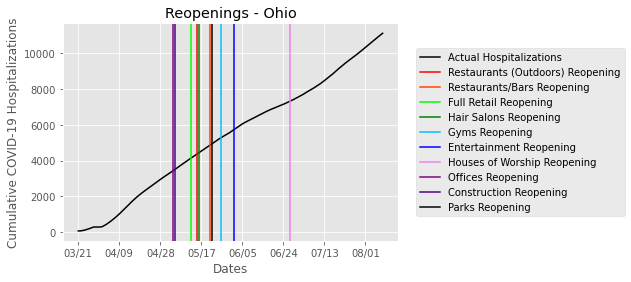 Reopenings - Ohio
Cumulative COVID-19 Hospitalizations
10000
8000
6000
4000
2000
0
03/21
04/09
04/28
05/17
06/05
06/24
07/13
08/01
Dates
Actual Hospitalizations
Restaurants (Outdoors) Reopening
Restaurants/Bars Reopening
Full Retail Reopening
Hair Salons Reopening
Gyms Reopening
Entertainment Reopening
Houses of Worship Reopening
Offices Reopening
Construction Reopening
Parks Reopening